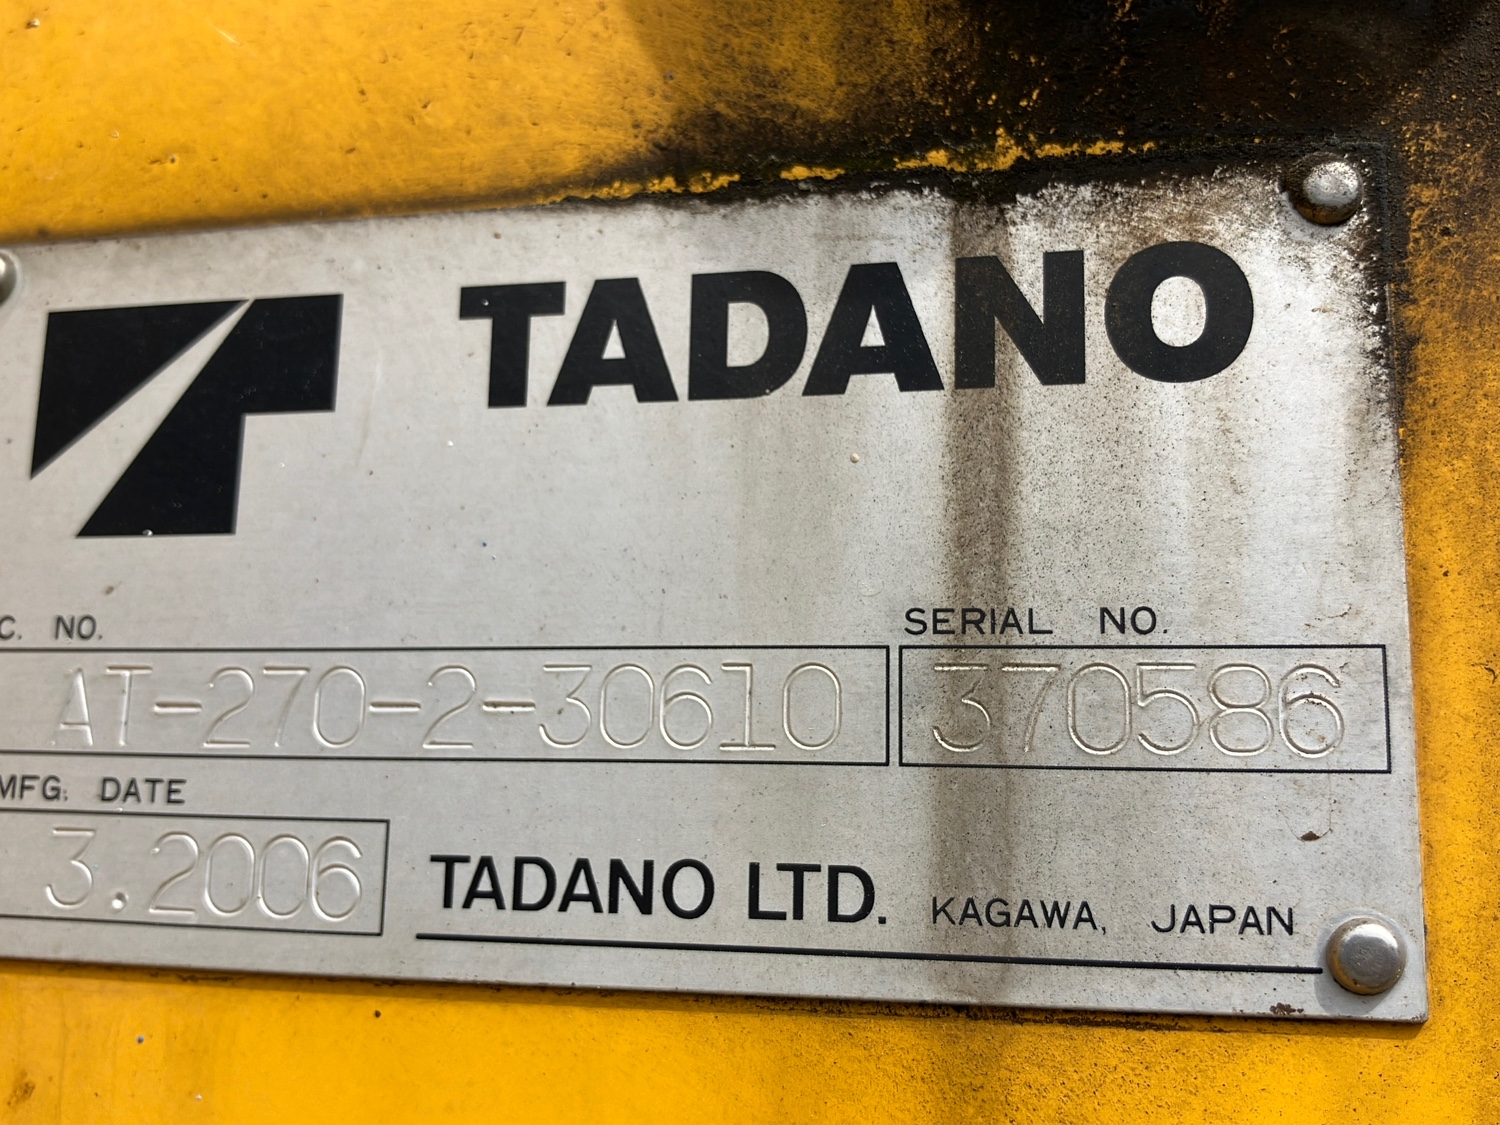 TADANO
C. NO.
SERIAL NO.
AT-270-2-30610
370586
MFG. DATE
3.2006
TADANO LTD. KAGAWA, JAPAN